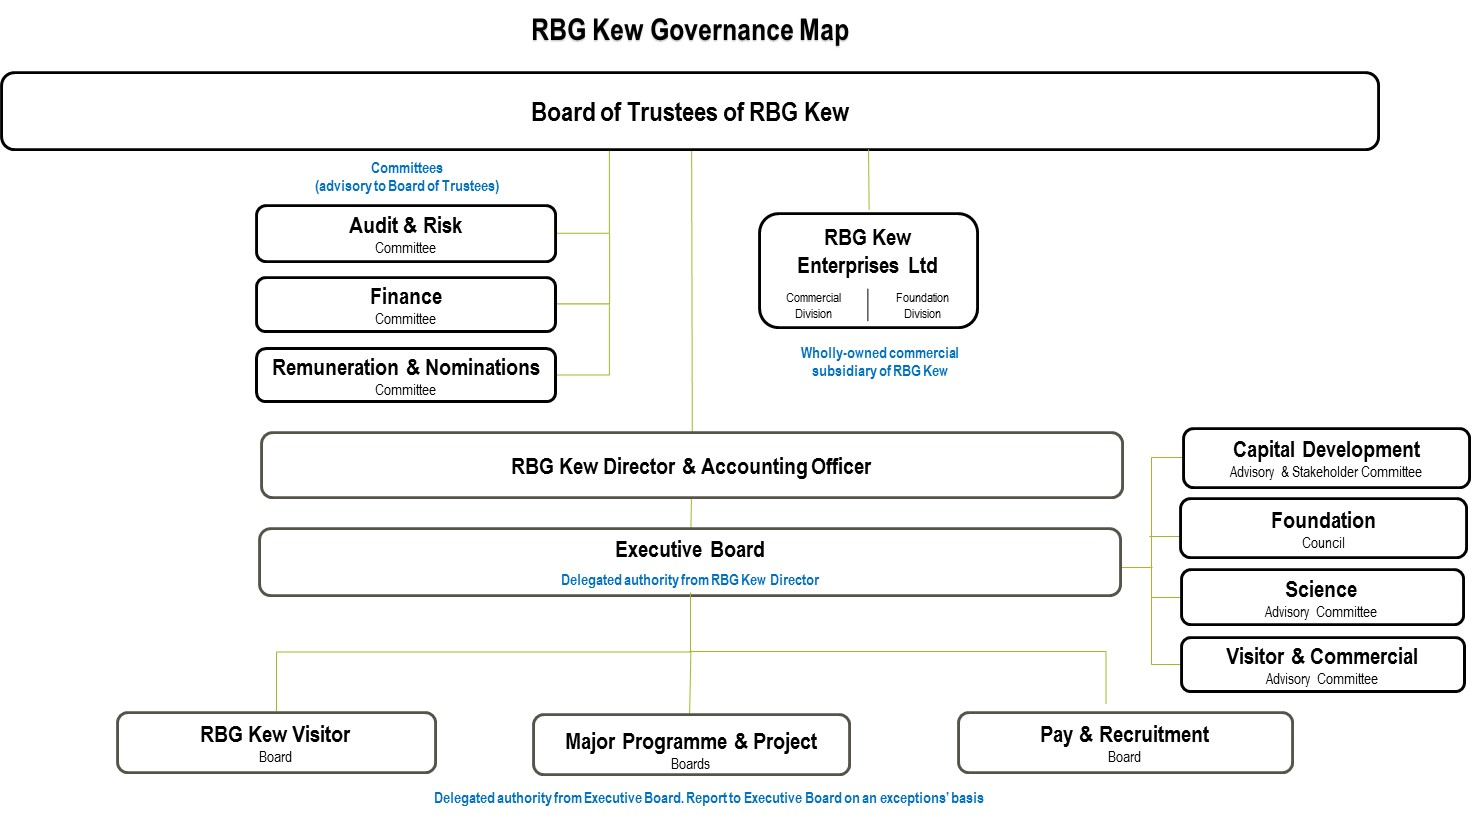 RBG Kew Governance Map
Board of Trustees of RBG Kew
Committees
(advisory to Board of Trustees)
Audit & Risk
Committee
Finance
Committee
Remuneration & Nominations
Committee
RBG Kew
Enterprises Ltd
Commercial
Division
Foundation
Division
Wholly-owned commercial
subsidiary of RBG Kew
RBG Kew Director & Accounting Officer
Executive Board
Delegated authority from RBG Kew Director
Capital Development
Advisory & Stakeholder Committee
Foundation
Council
Science
Advisory Committee
Visitor & Commercial
Advisory Committee
RBG Kew Visitor
Board
Major Programme & Project
Boards
Pay & Recruitment
Board
Delegated authority from Executive Board. Report to Executive Board on an exceptions’ basis